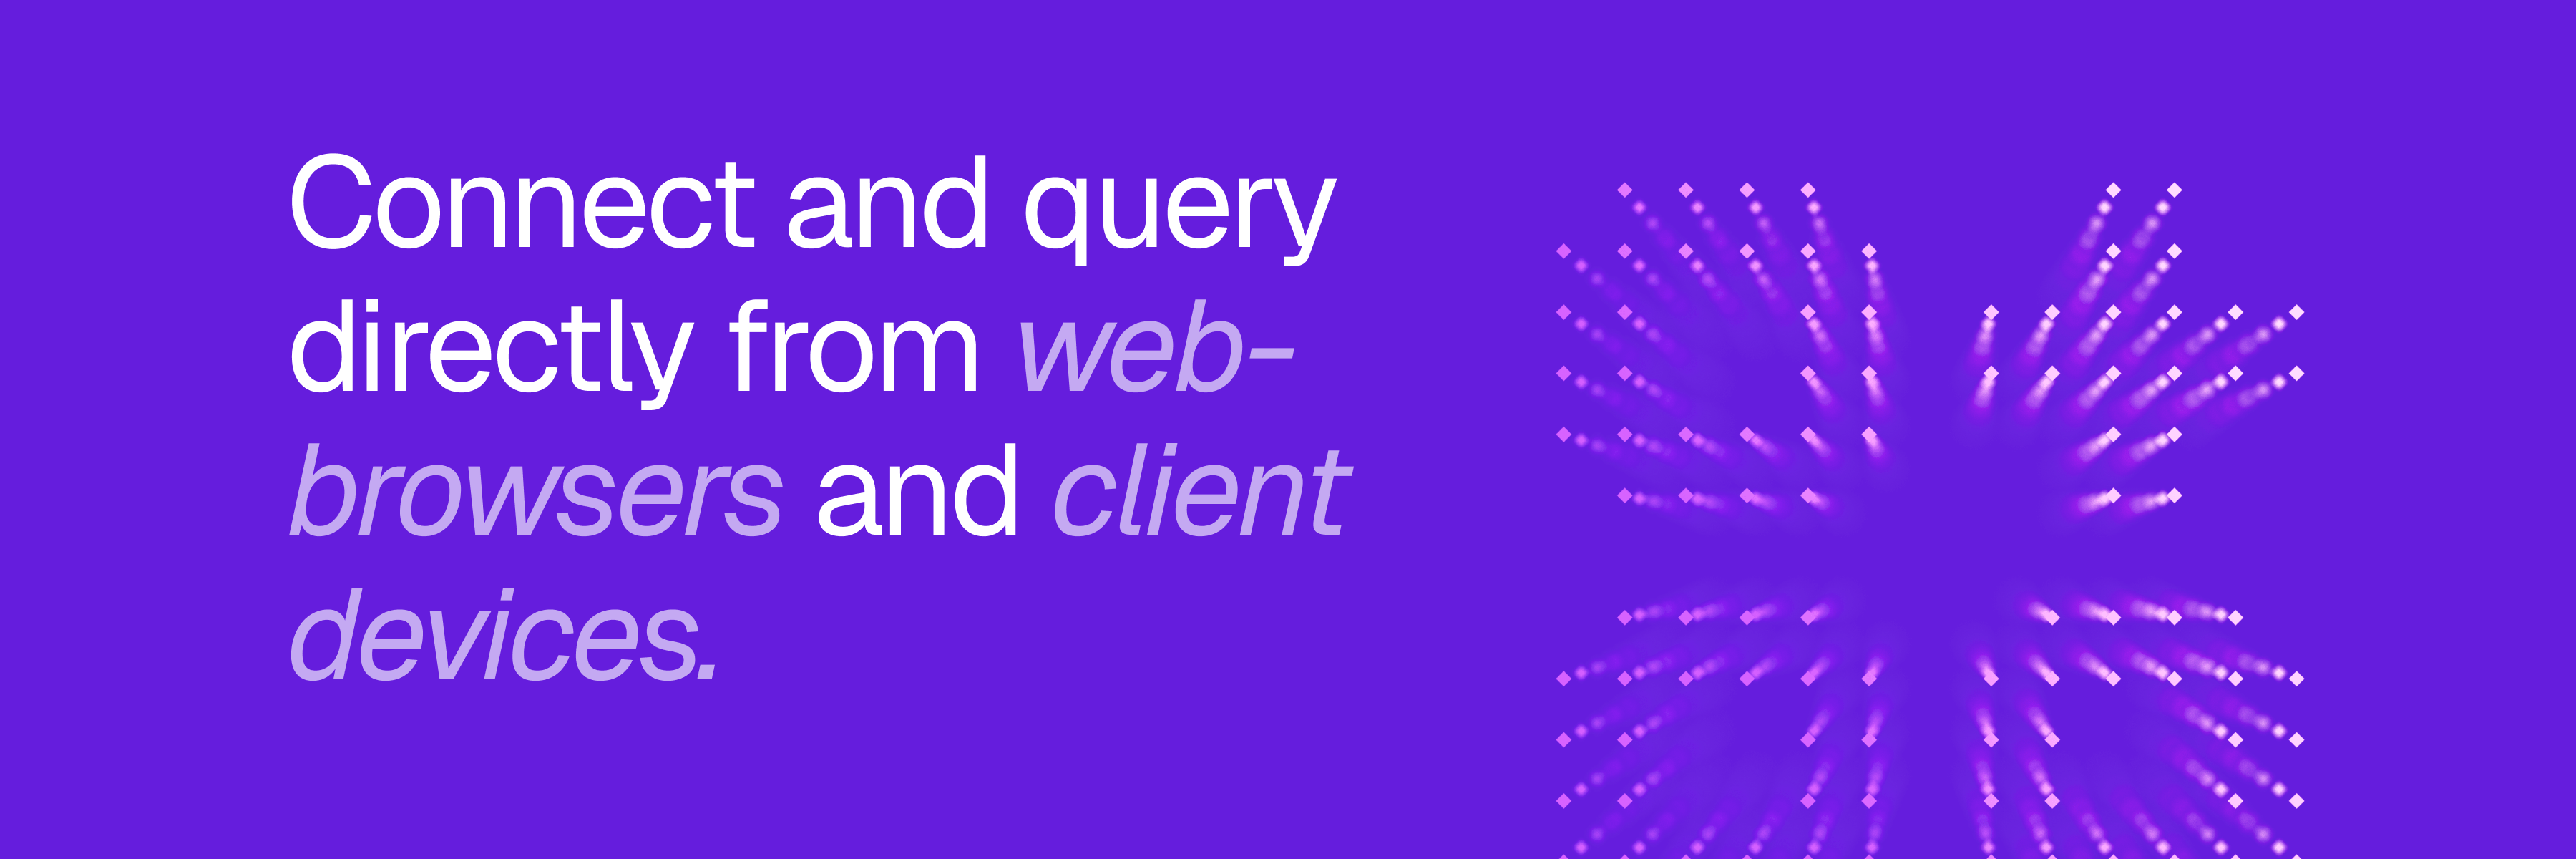 Connect and query
directly from web-
browsers and client
devices.